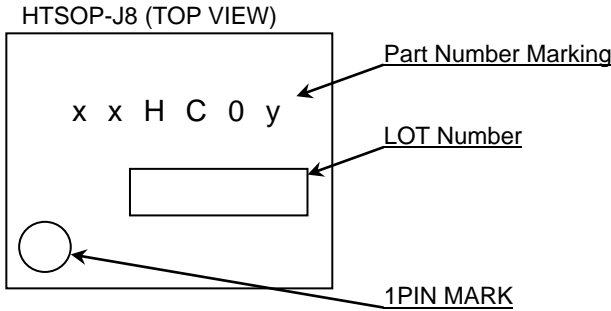 HTSOP-J8 (TOP VIEW)
Part Number Marking
x x H C 0 y
LOT Number
1PIN MARK